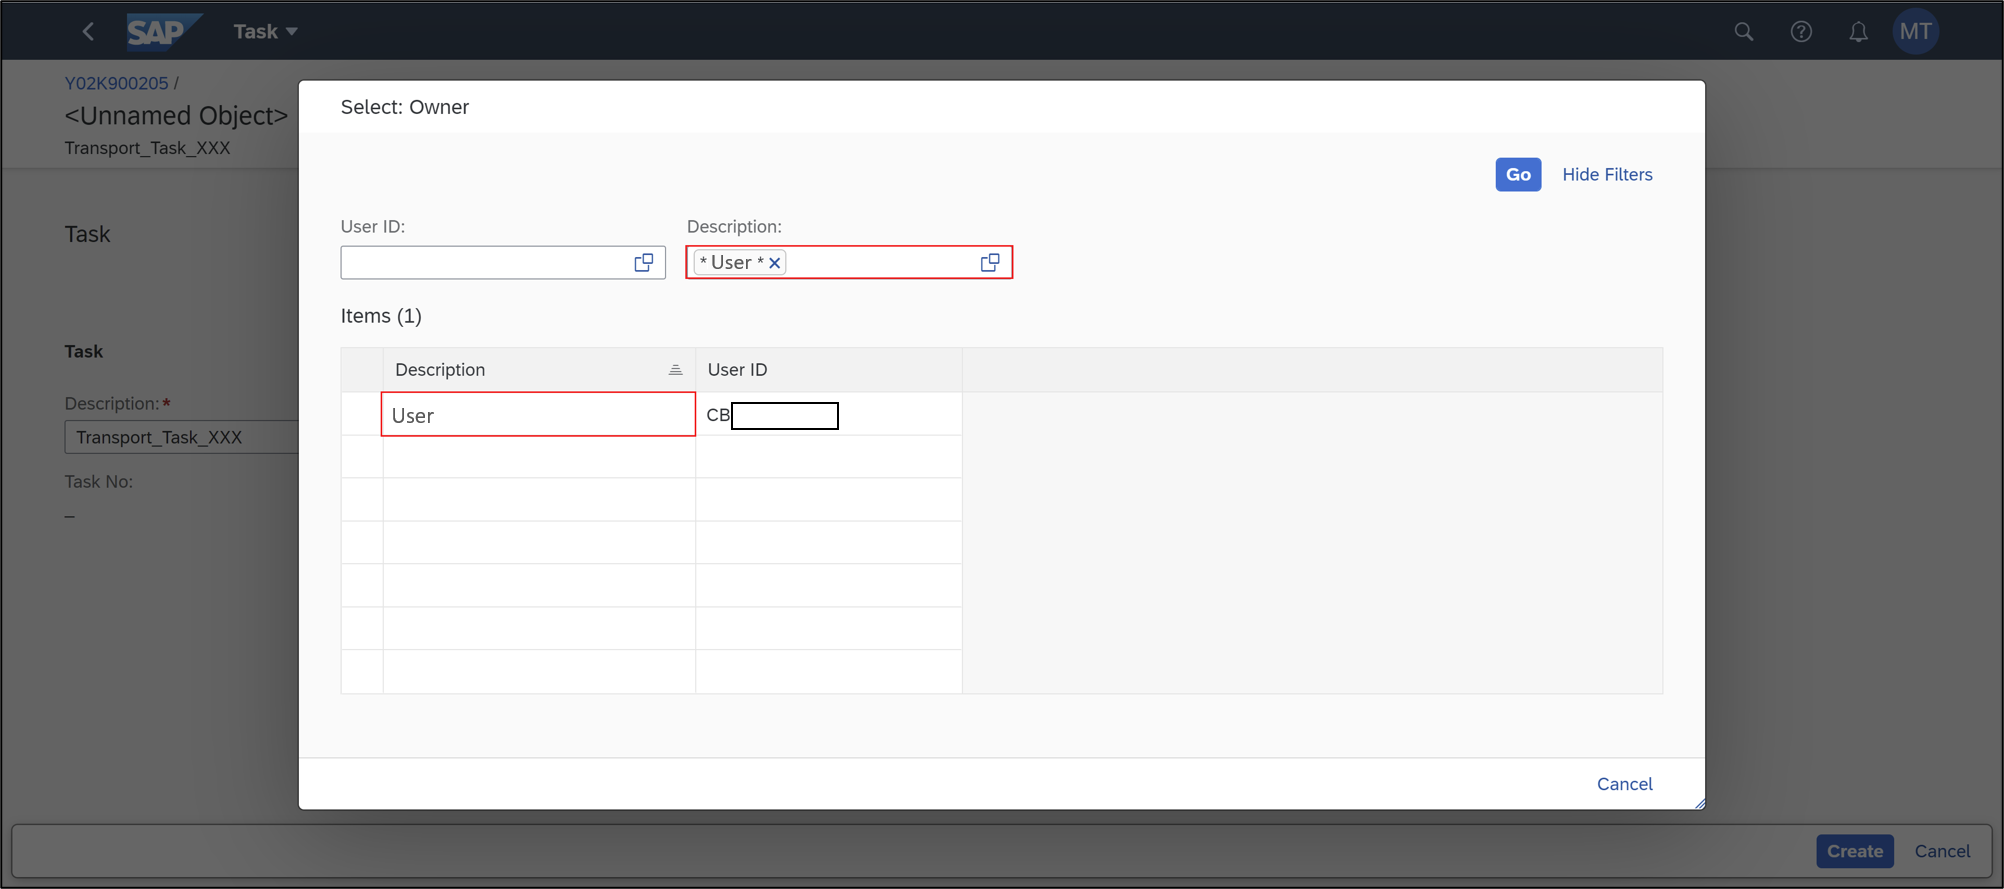 SAP Task
MT
Y02K900205 /
<Unnamed Object>
Transport_Task_XXX
Task
Task
Description:*
Transport_Task_XXX
Task No:
–
Select: Owner
Go Hide Filters
User ID: Description:
*User*
Items (1)
Description User ID
User CB
Cancel
Create Cancel